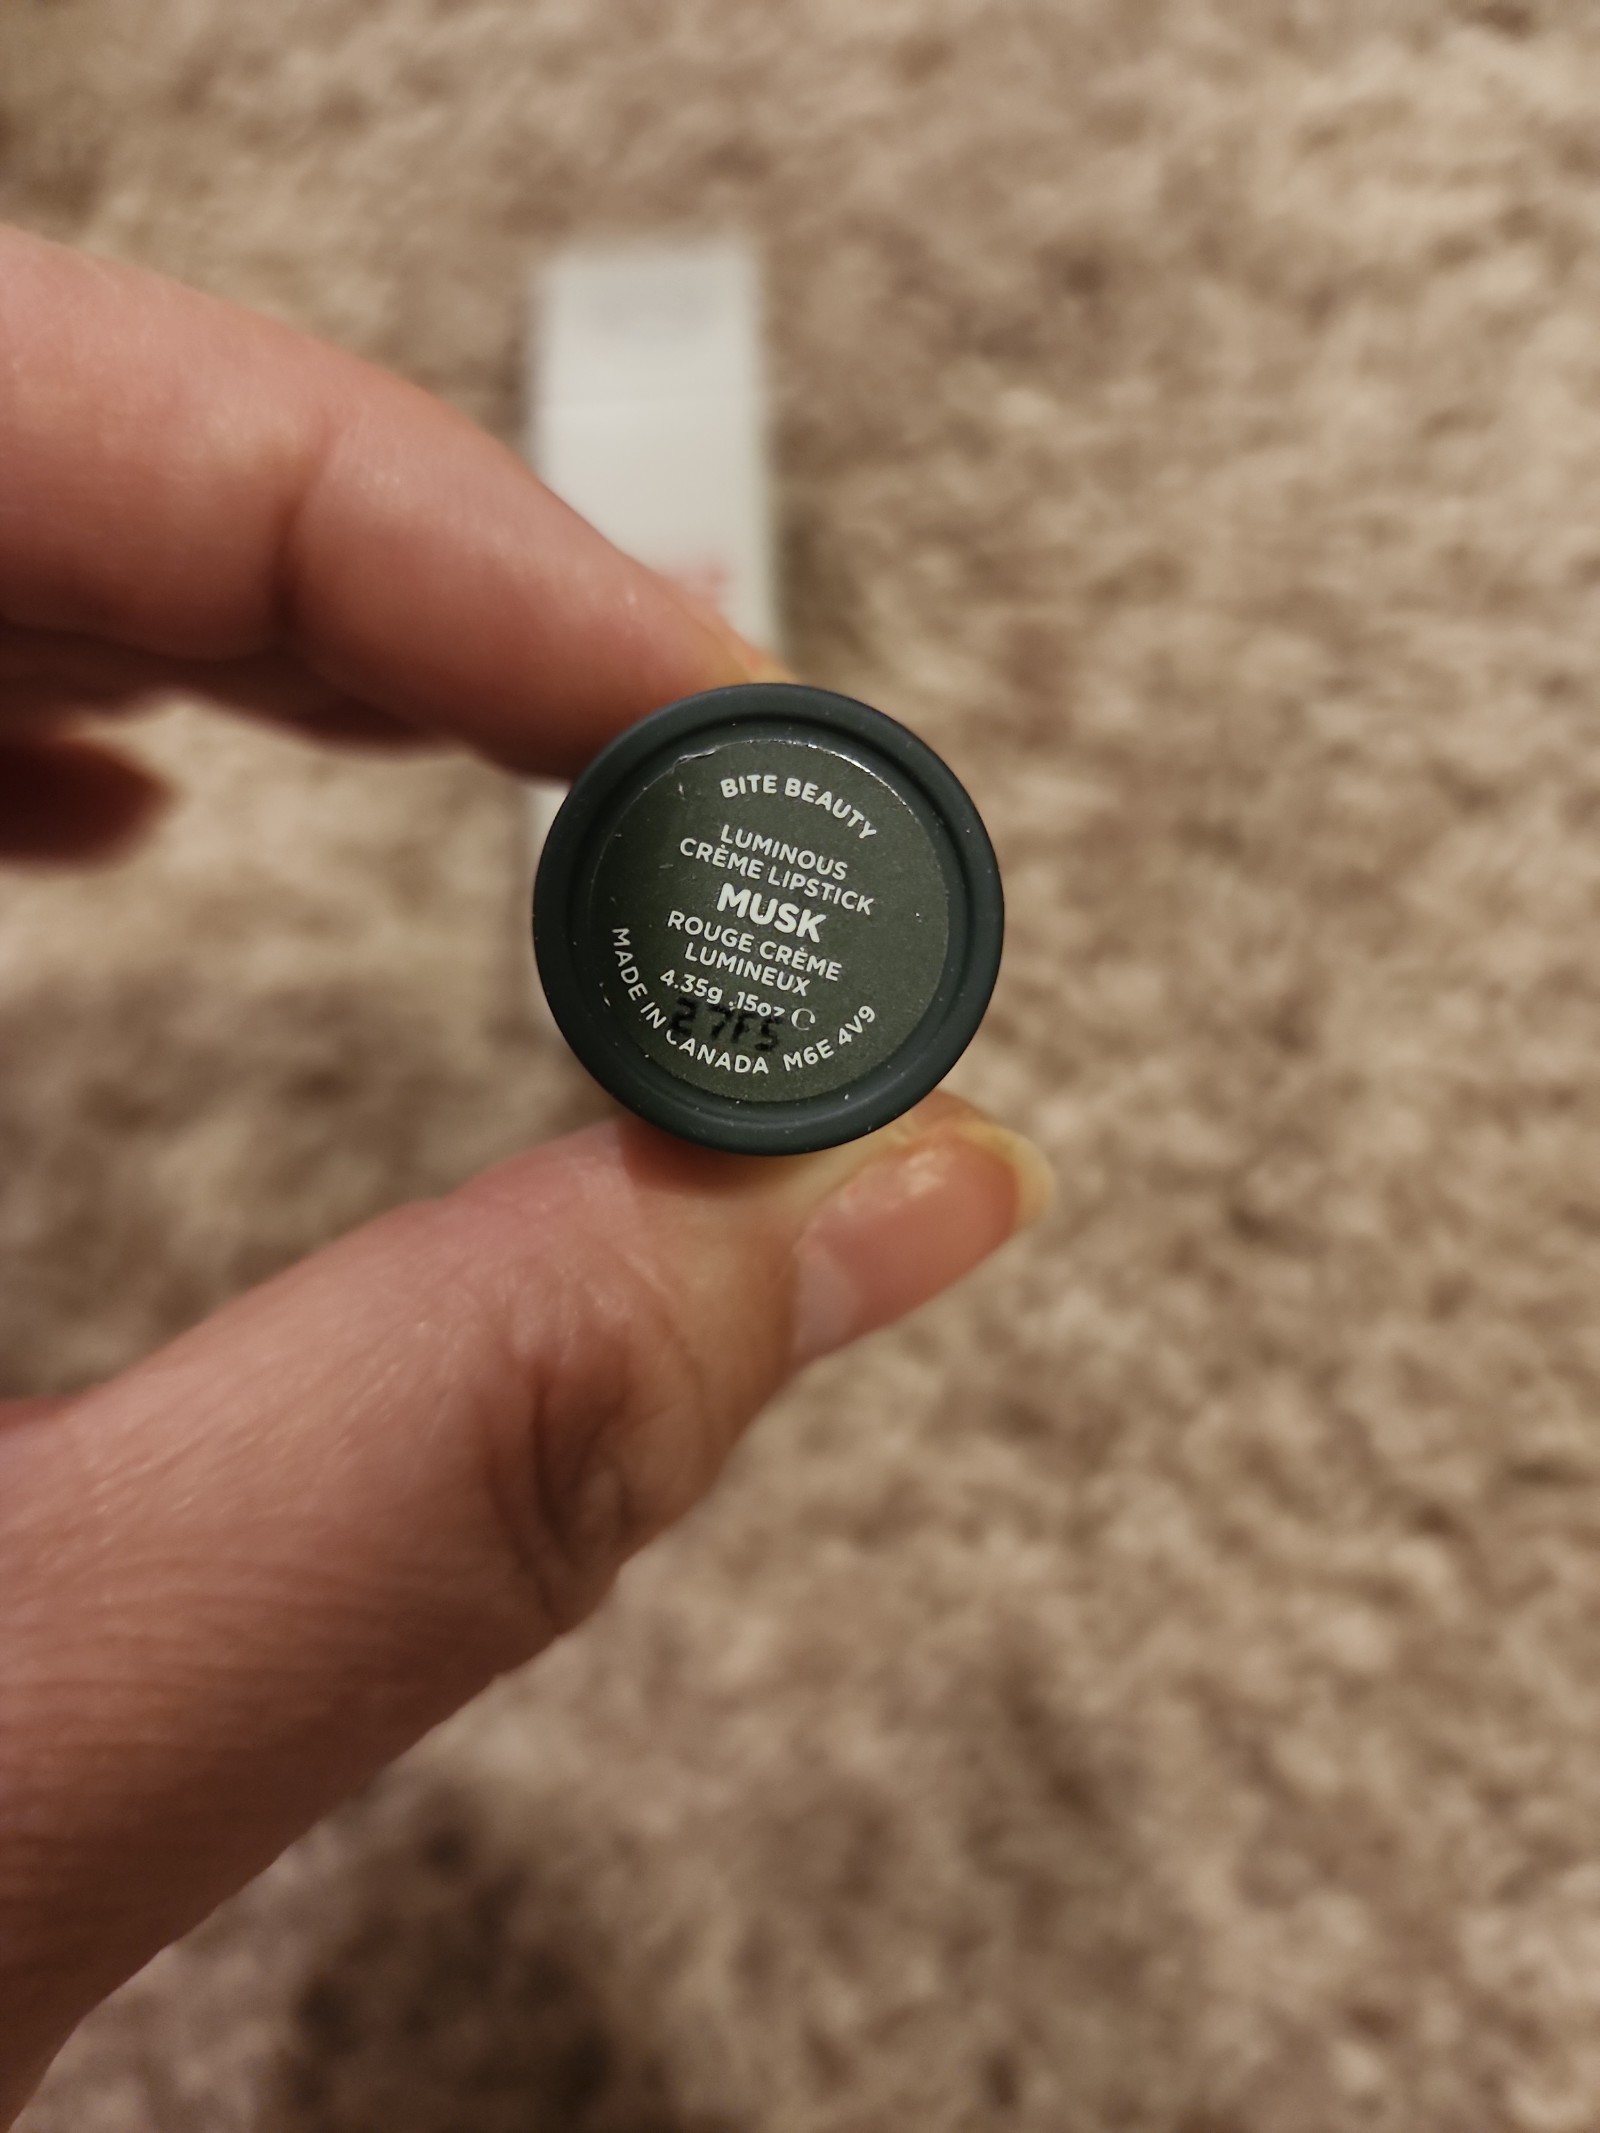 BITE BEAUTY
LUMINOUS
CRÈME LIPSTICK
MUSK
ROUGE CRÈME
LUMINEUX
4.35g .15oz
27F5
MADE IN CANADA M6E 4V9